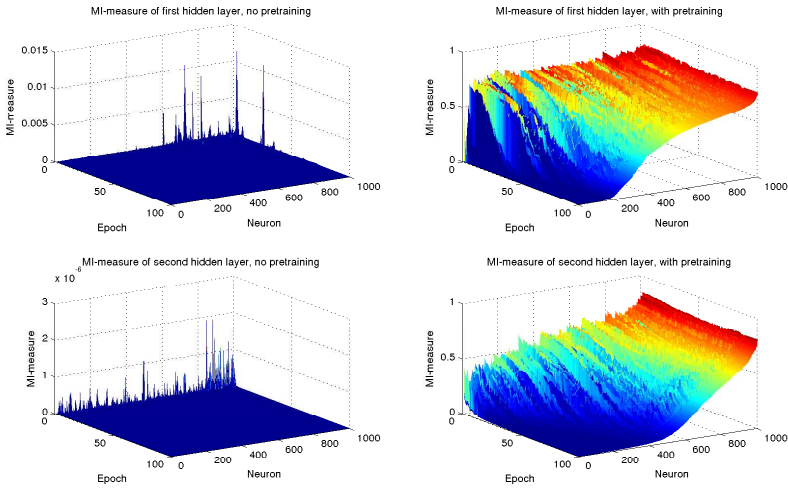 MI-measure of first hidden layer, no pretraining
0.015
0.01
0.005
0
MI-measure
0
50
100
Epoch
0
200
400
600
800
1000
Neuron
MI-measure of first hidden layer, with pretraining
1
0.5
0
MI-measure
0
50
100
Epoch
0
200
400
600
800
1000
Neuron
MI-measure of second hidden layer, no pretraining
x 10-6
3
2
1
0
MI-measure
0
50
100
Epoch
0
200
400
600
800
1000
Neuron
MI-measure of second hidden layer, with pretraining
1
0.5
0
MI-measure
0
50
100
Epoch
0
200
400
600
800
1000
Neuron